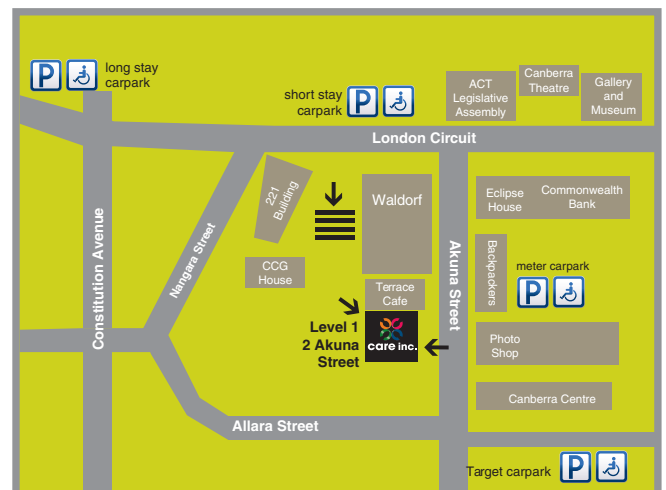 P
long stay
carpark
short stay
carpark
P
ACT
Legislative
Assembly
Canberra
Theatre
Gallery
and
Museum
London Circuit
221
Building
Waldorf
Eclipse
House
Commonwealth
Bank
Constitution Avenue
Nangara Street
Akuna Street
Backpackers
meter carpark
P
CCG
House
Terrace
Cafe
Level 1
2 Akuna
Street
care inc.
Photo
Shop
Canberra Centre
Allara Street
Target carpark
P